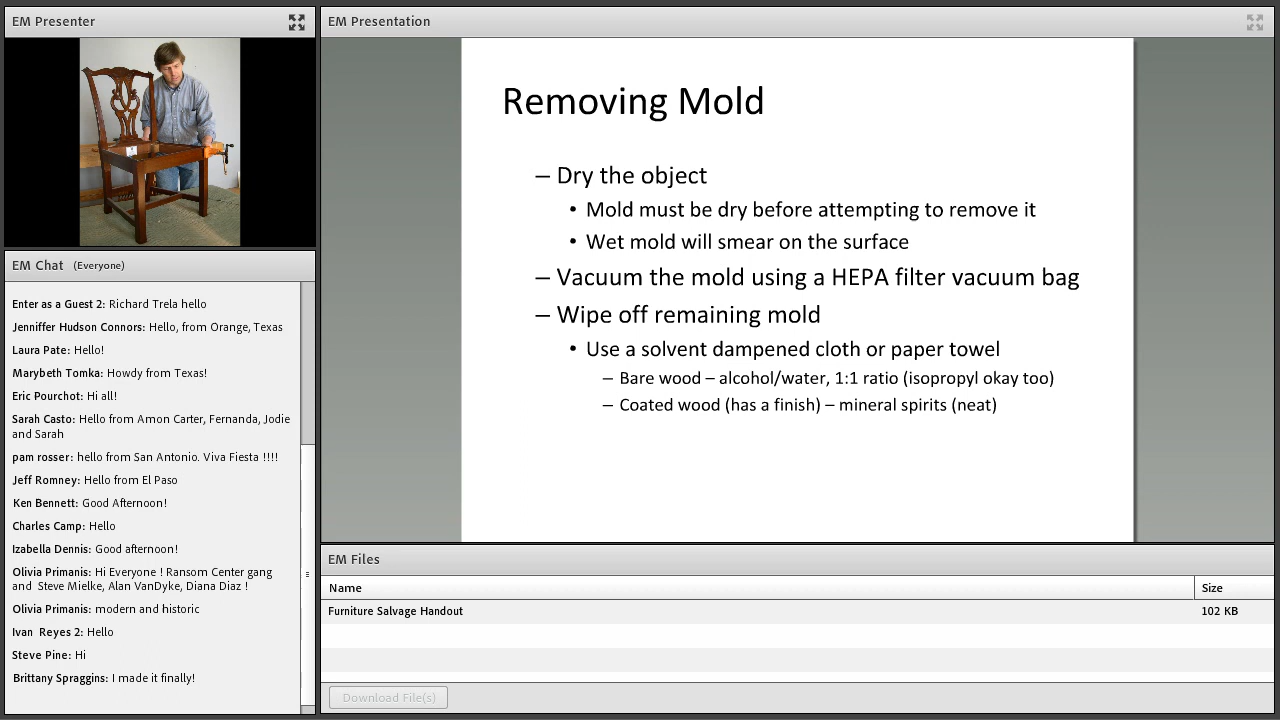 EM Presenter
EM Chat (Everyone)
Enter as a Guest 2: Richard Trela hello
Jenniffer Hudson Connors: Hello, from Orange, Texas
Laura Pate: Hello!
Marybeth Tomka: Howdy from Texas!
Eric Pourchot: Hi all!
Sarah Casto: Hello from Amon Carter, Fernanda, Jodie
and Sarah
pam rosser: hello from San Antonio. Viva Fiesta !!!!
Jeff Romney: Hello from El Paso
Ken Bennett: Good Afternoon!
Charles Camp: Hello
Izabella Dennis: Good afternoon!
Olivia Primanis: Hi Everyone ! Ransom Center gang
and Steve Mielke, Alan VanDyke, Diana Diaz !
Olivia Primanis: modern and historic
Ivan Reyes 2: Hello
Steve Pine: Hi
Brittany Spraggins: I made it finally!
EM Presentation
Removing Mold
– Dry the object
• Mold must be dry before attempting to remove it
• Wet mold will smear on the surface
– Vacuum the mold using a HEPA filter vacuum bag
– Wipe off remaining mold
• Use a solvent dampened cloth or paper towel
– Bare wood – alcohol/water, 1:1 ratio (isopropyl okay too)
– Coated wood (has a finish) – mineral spirits (neat)
EM Files
Name Size
Furniture Salvage Handout 102 KB
Download File(s)